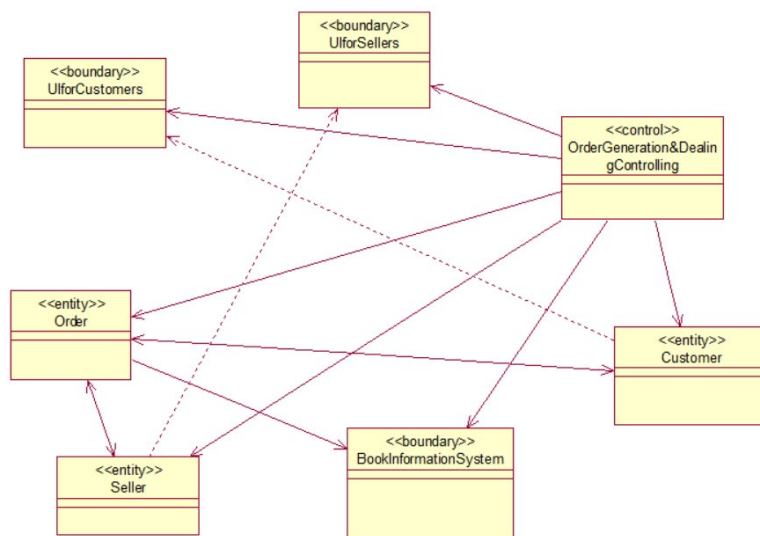 <<boundary>>
UIforSellers
<<boundary>>
UIforCustomers
<<control>>
OrderGeneration&Dealin
gControlling
<<entity>>
Order
<<entity>>
Customer
<<boundary>>
BookInformationSystem
<<entity>>
Seller